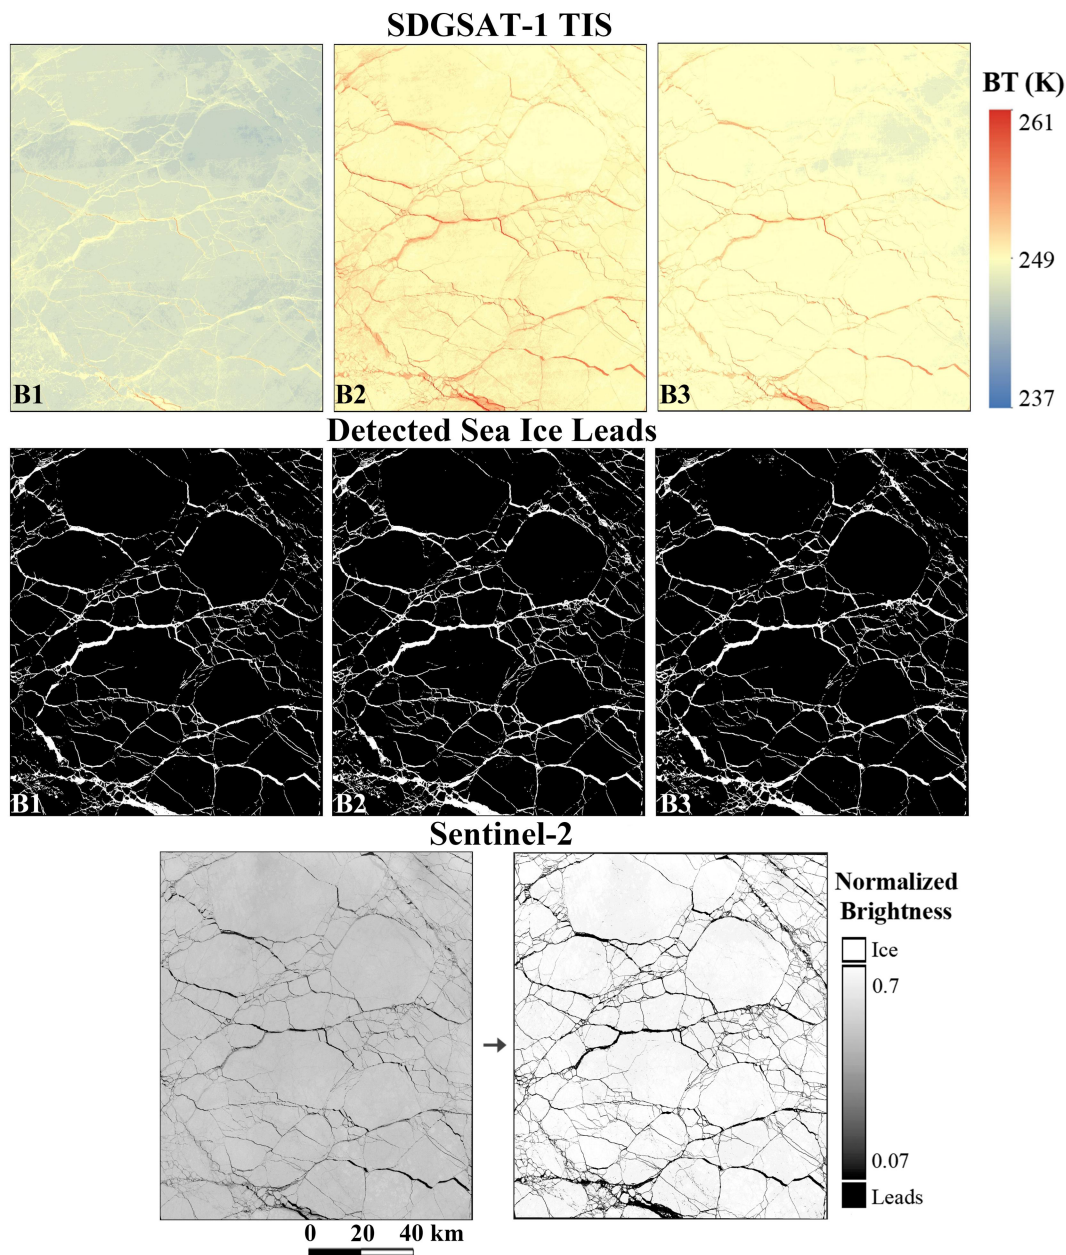 SDGSAT-1 TIS
BT (K)
261
249
237
B1
B2
B3
Detected Sea Ice Leads
B1
B2
B3
Sentinel-2
Normalized
Brightness
Ice
0.7
0.07
Leads
0 20 40 km